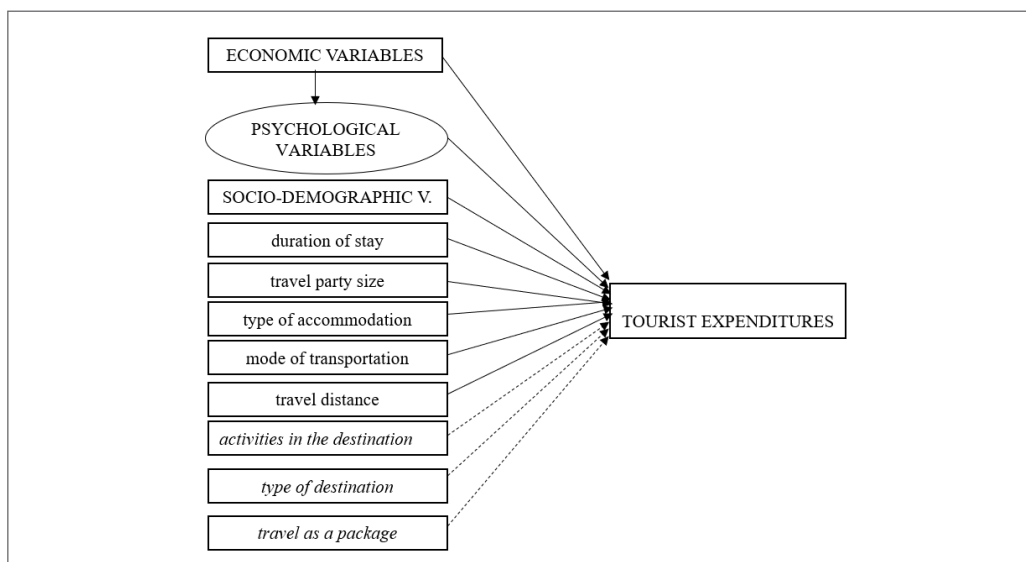 ECONOMIC VARIABLES
PSYCHOLOGICAL
VARIABLES
SOCIO-DEMOGRAPHIC V.
duration of stay
travel party size
type of accommodation
mode of transportation
travel distance
activities in the destination
type of destination
travel as a package
TOURIST EXPENDITURES